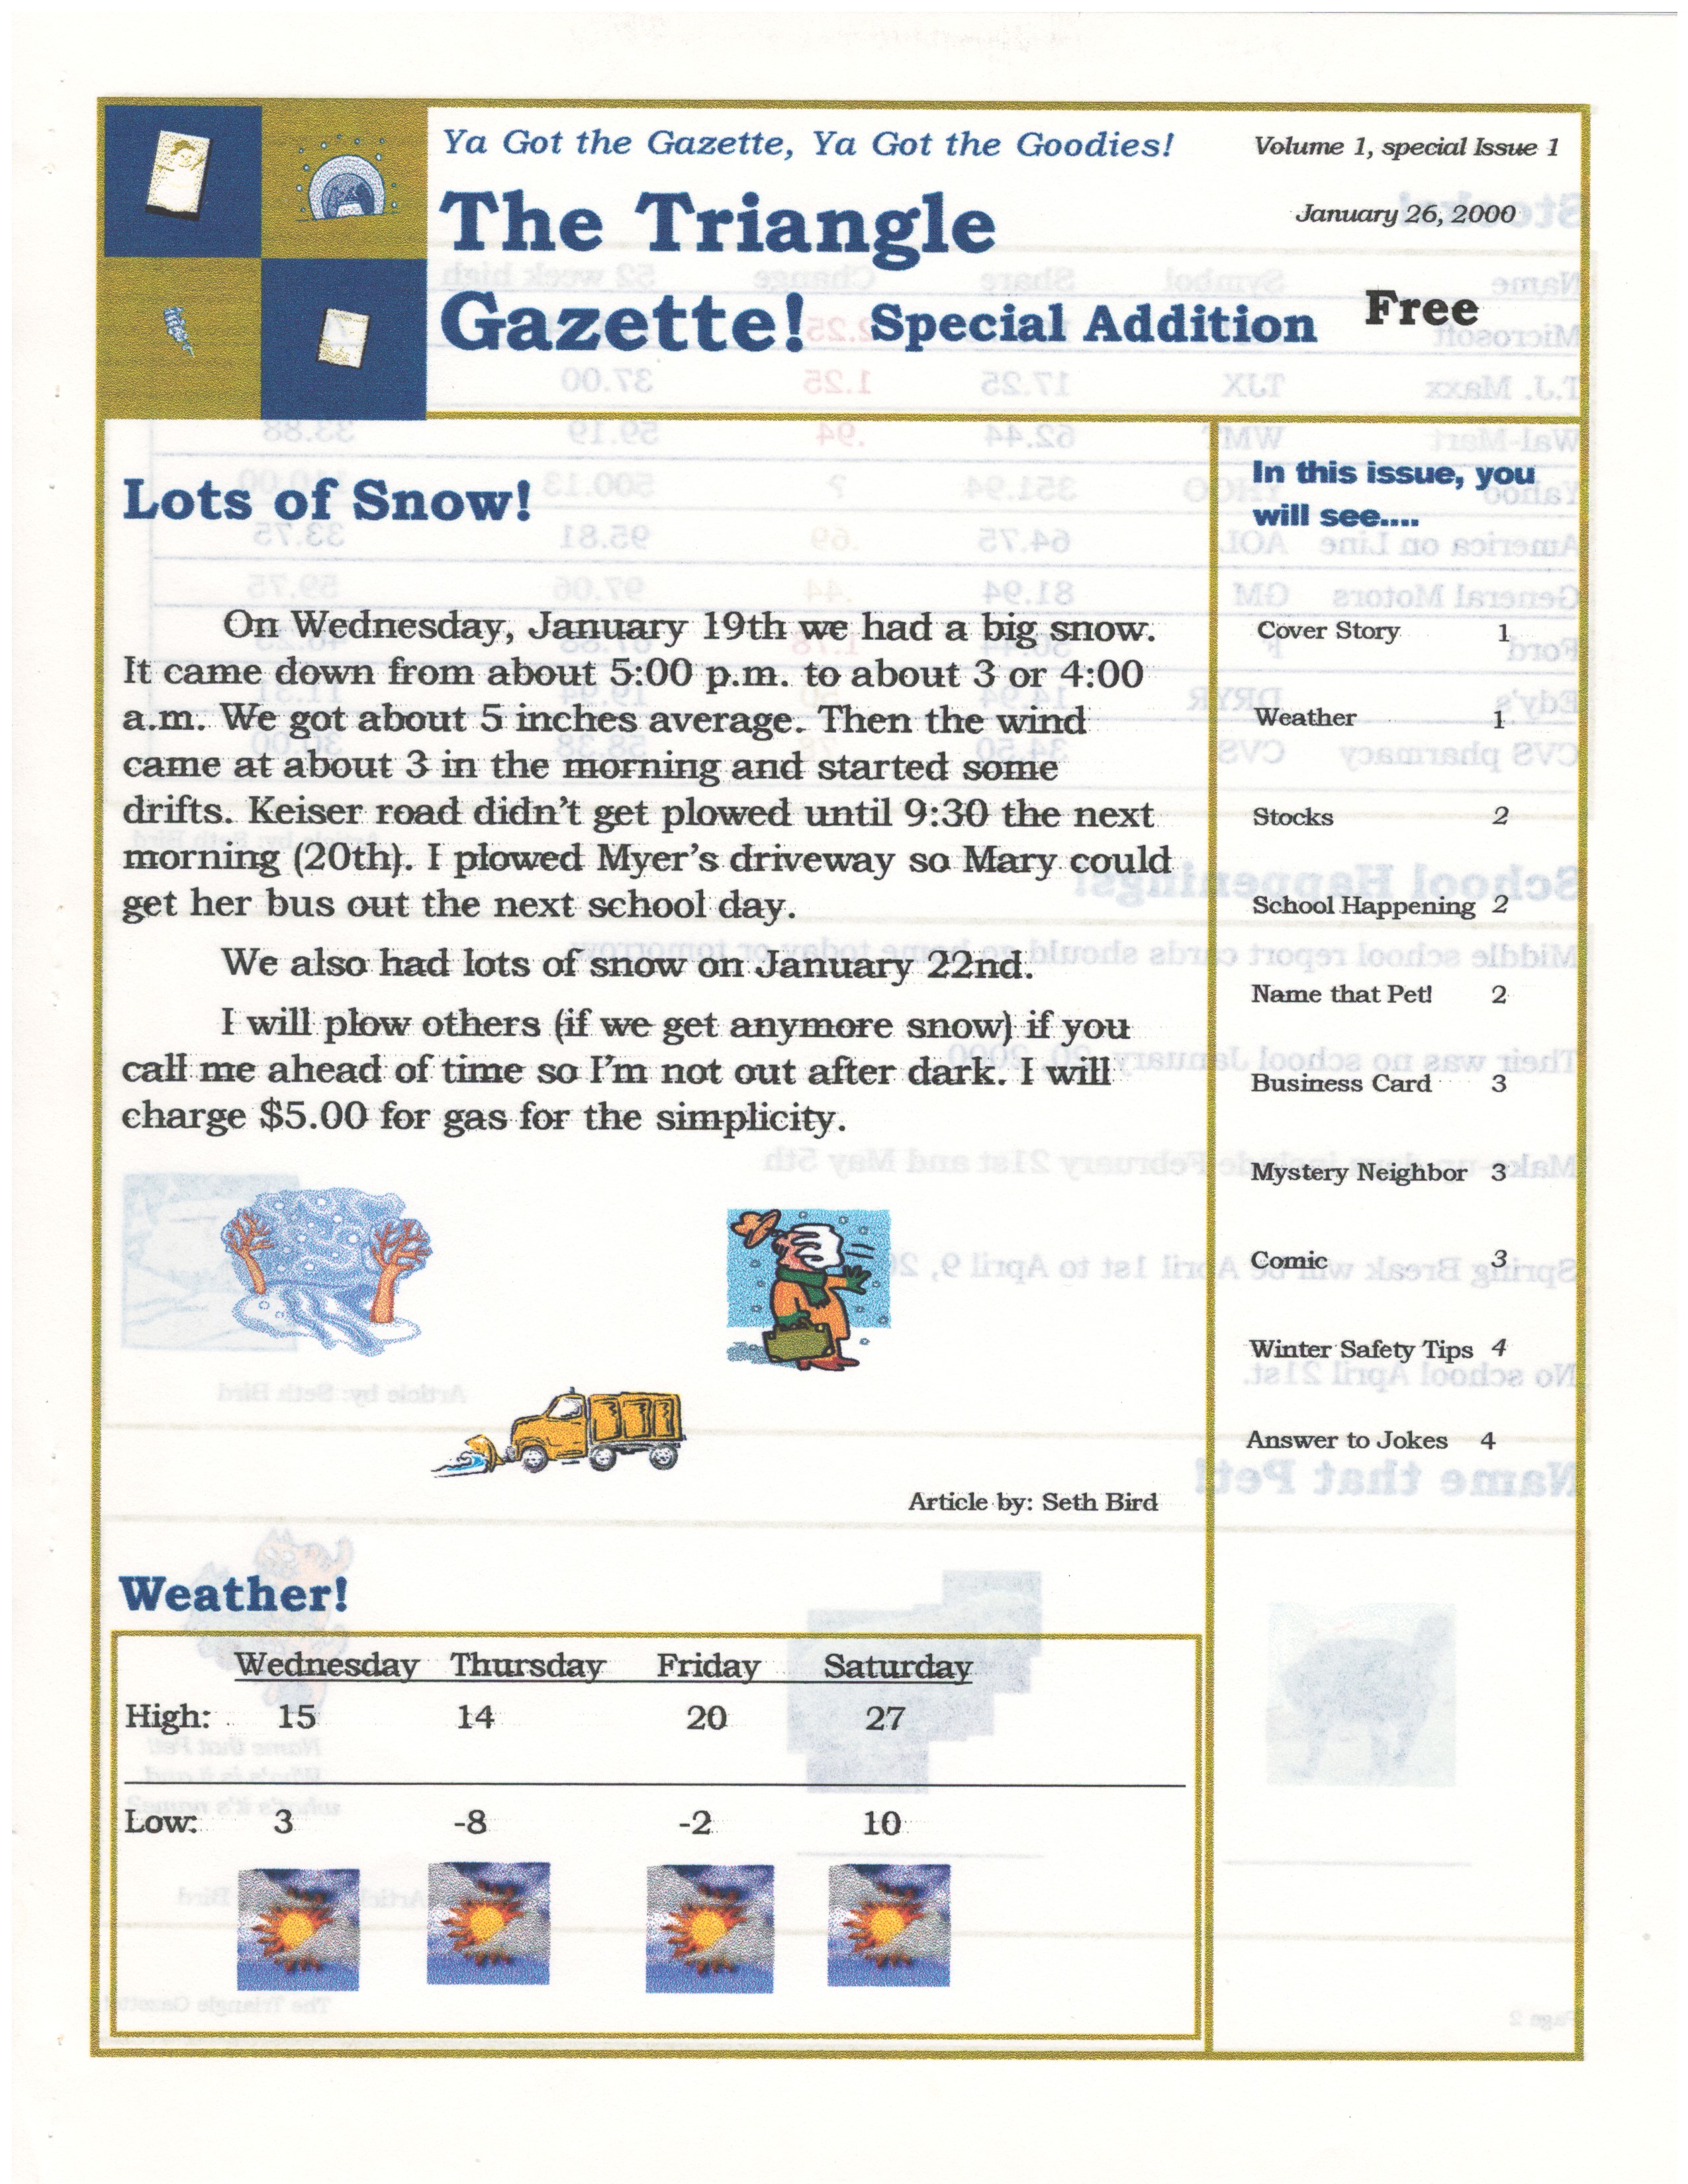 Ya Got the Gazette, Ya Got the Goodies!
Volume 1, special Issue 1
The Triangle
January 26, 2000
Gazette! Special Addition
Free
Lots of Snow!
On Wednesday, January 19th we had a big snow.
It came down from about 5:00 p.m. to about 3 or 4:00
a.m. We got about 5 inches average. Then the wind
came at about 3 in the morning and started some
drifts. Keiser road didn't get plowed until 9:30 the next
morning (20th). I plowed Myer's driveway so Mary could
get her bus out the next school day.
We also had lots of snow on January 22nd.
I will plow others (if we get anymore snow) if you
call me ahead of time so I'm not out after dark. I will
charge $5.00 for gas for the simplicity.
Article by: Seth Bird
Weather!
Wednesday Thursday Friday Saturday
High: 15 14 20 27
Low: 3 -8 -2 10
In this issue, you
will see....
Cover Story 1
Weather 1
Stocks 2
School Happening 2
Name that Pet! 2
Business Card 3
Mystery Neighbor 3
Comic 3
Winter Safety Tips 4
Answer to Jokes 4